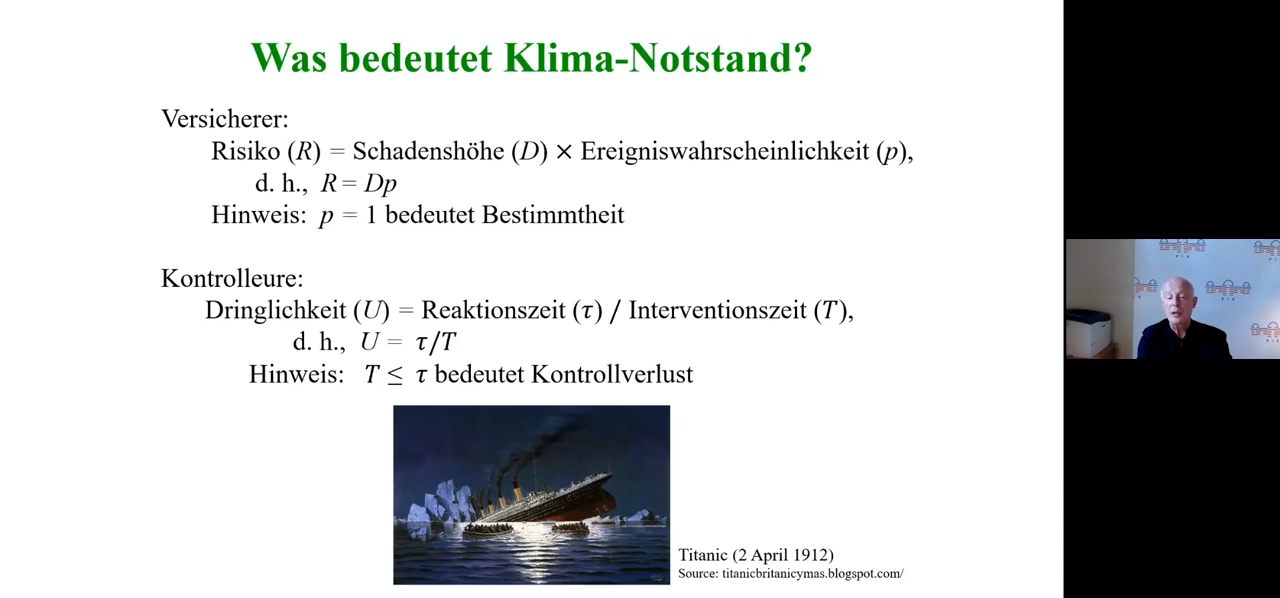 Was bedeutet Klima-Notstand?
Versicherer:
Risiko (R) = Schadenshöhe (D) × Ereigniswahrscheinlichkeit (p),
d. h., R = Dp
Hinweis: p = 1 bedeutet Bestimmtheit
Kontrolleure:
Dringlichkeit (U) = Reaktionszeit (τ) / Interventionszeit (T),
d. h., U = τ/T
Hinweis: T ≤ τ bedeutet Kontrollverlust
Titanic (2 April 1912)
Source: titanicbritanicymas.blogspot.com/